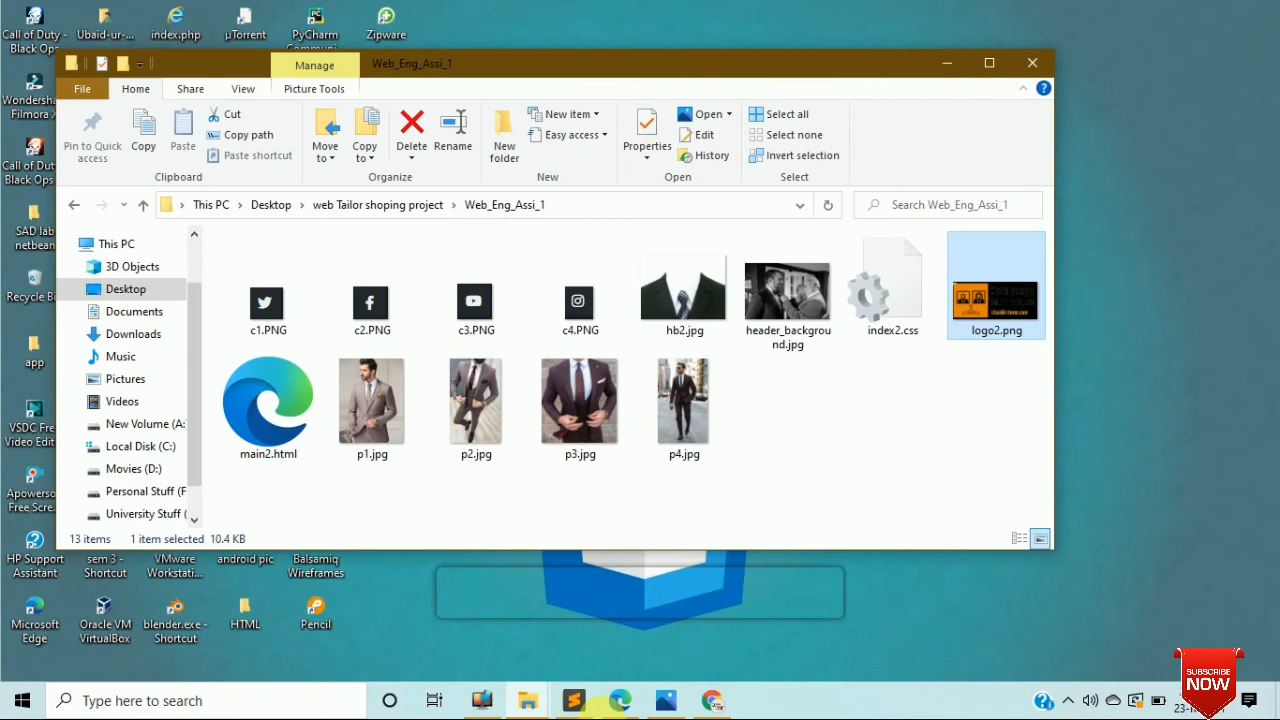 Call of Duty -
Black Ops
Ubaid-ur-...
index.php
µTorrent
PyCharm
Communi...
Zipware
Manage
Web_Eng_Assi_1
File
Home
Share
View
Picture Tools
Wondersha...
Filmora X
Pin to Quick
access
Copy
Paste
Cut
Copy path
Paste shortcut
Clipboard
Move
to
Copy
to
Delete
Rename
Organize
New
folder
New item
Easy access
New
Properties
Open
Edit
History
Open
Select all
Select none
Invert selection
Select
Call of Duty -
Black Ops
This PC
Desktop
web Tailor shoping project
Web_Eng_Assi_1
Search Web_Eng_Assi_1
SAD lab
netbean
Recycle Bi
app
VSDC Fre
Video Edit
Apowerso
Free Scre...
This PC
3D Objects
Desktop
Documents
Downloads
Music
Pictures
Videos
New Volume (A:
Local Disk (C:)
Movies (D:)
Personal Stuff (F
University Stuff (
c1.PNG
c2.PNG
c3.PNG
c4.PNG
hb2.jpg
header_backgrou
nd.jpg
index2.css
logo2.png
main2.html
p1.jpg
p2.jpg
p3.jpg
p4.jpg
13 items
1 item selected
10.4 KB
HP Support
Assistant
sem 3 -
Shortcut
VMware
Workstati...
android pic
Balsamiq
Wireframes
Microsoft
Edge
Oracle VM
VirtualBox
blender.exe -
Shortcut
HTML
Pencil
Type here to search
SUBSCRIBE
NOW